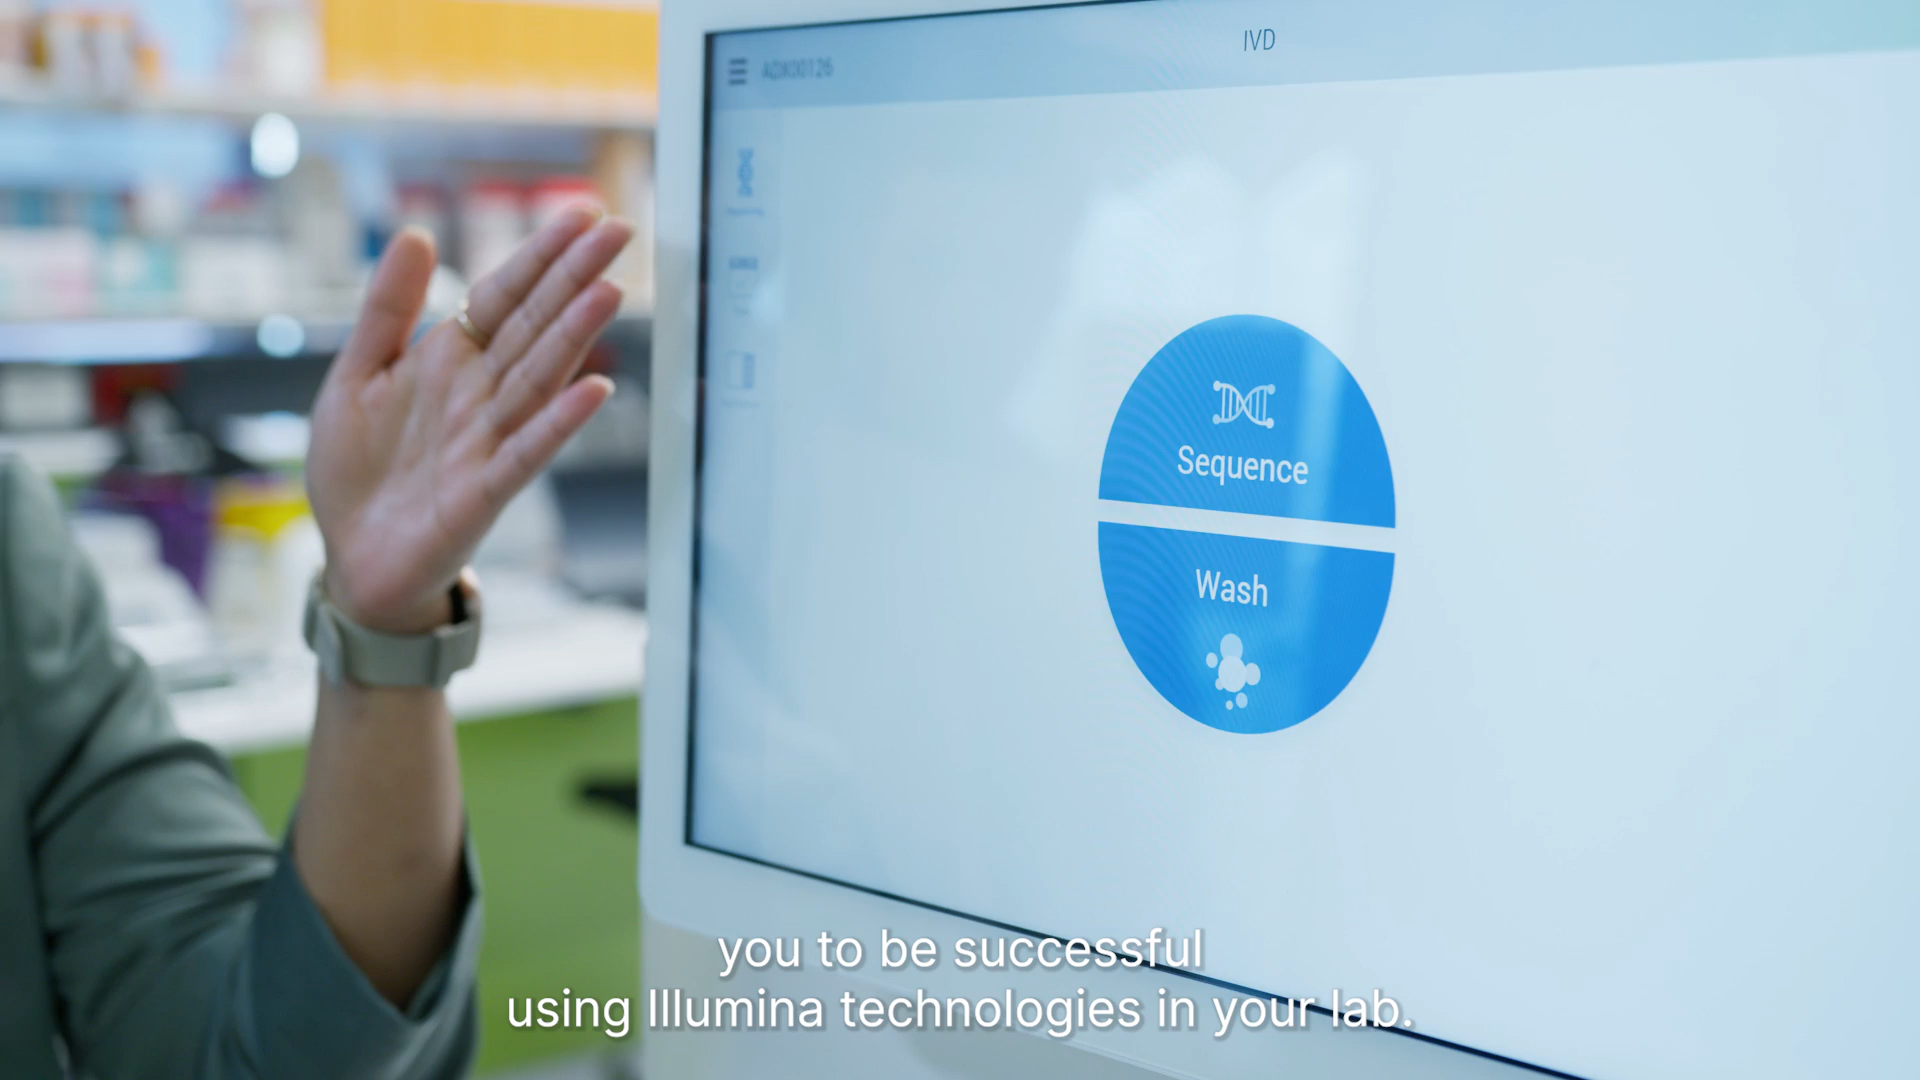 IVD
Sequence
Wash
you to be successful
using Illumina technologies in your lab.